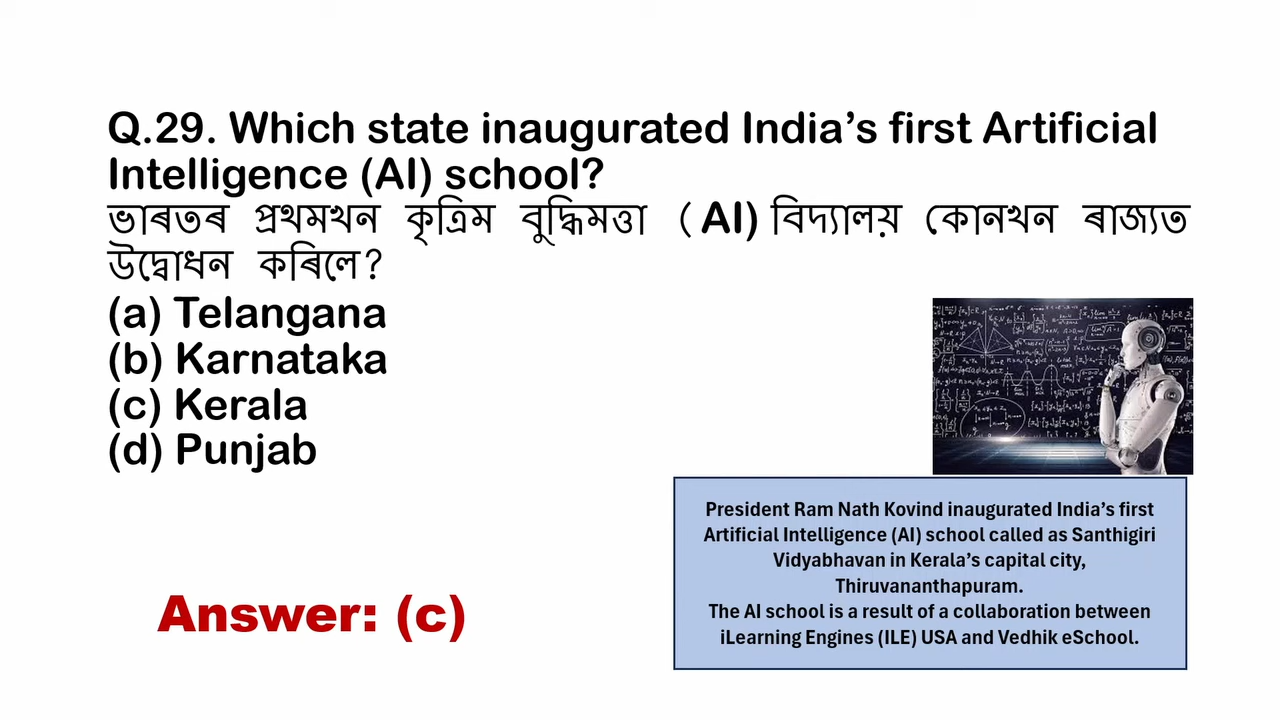 Q.29. Which state inaugurated India’s first Artificial
Intelligence (AI) school?
ভাৰতৰ প্ৰথমখন কৃত্ৰিম বুদ্ধিমত্তা (AI) বিদ্যালয় কোনখন ৰাজ্যত
উদ্বোধন কৰিলে?
(a) Telangana
(b) Karnataka
(c) Kerala
(d) Punjab
President Ram Nath Kovind inaugurated India’s first
Artificial Intelligence (AI) school called as Santhigiri
Vidyabhavan in Kerala’s capital city,
Thiruvananthapuram.
The AI school is a result of a collaboration between
iLearning Engines (ILE) USA and Vedhik eSchool.
Answer: (c)